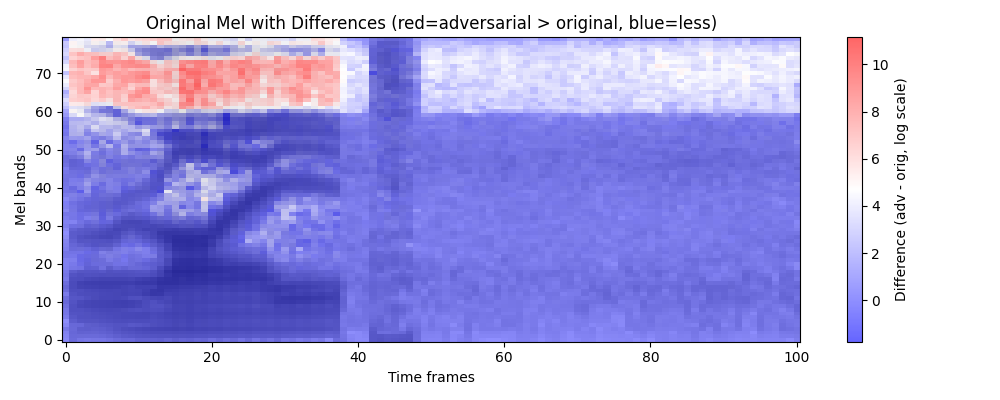 Original Mel with Differences (red=adversarial > original, blue=less)
Mel bands
70
60
50
40
30
20
10
0
0 20 40 60 80 100
Time frames
10
8
6
4
2
0
Difference (adv - orig, log scale)